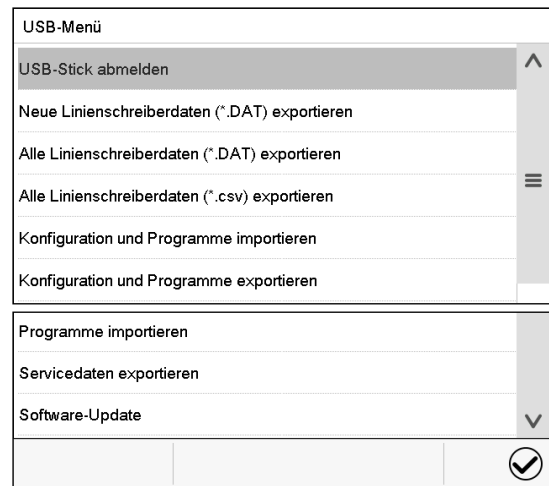 USB-Menü
USB-Stick abmelden
Neue Linienschreiberdaten (*.DAT) exportieren
Alle Linienschreiberdaten (*.DAT) exportieren
Alle Linienschreiberdaten (*.csv) exportieren
Konfiguration und Programme importieren
Konfiguration und Programme exportieren
Programme importieren
Servicedaten exportieren
Software-Update